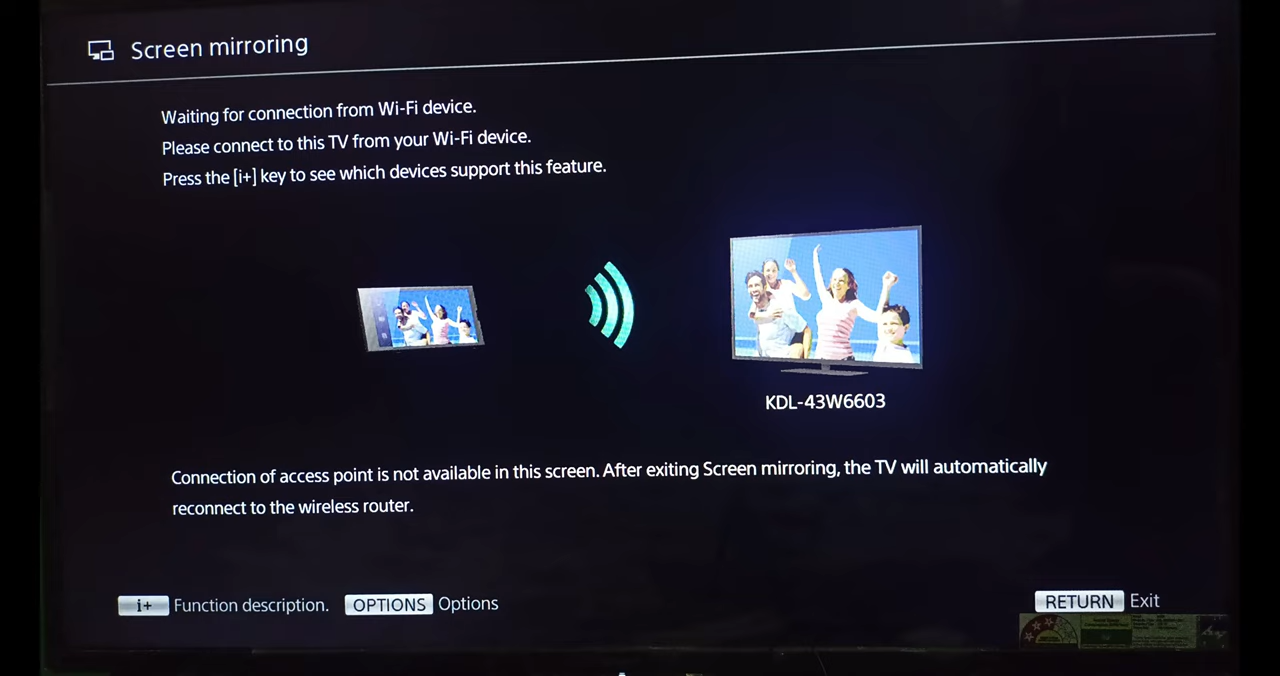 Screen mirroring
Waiting for connection from Wi-Fi device.
Please connect to this TV from your Wi-Fi device.
Press the [i+] key to see which devices support this feature.
KDL-43W6603
Connection of access point is not available in this screen. After exiting Screen mirroring, the TV will automatically
reconnect to the wireless router.
i+ Function description. OPTIONS Options
RETURN Exit